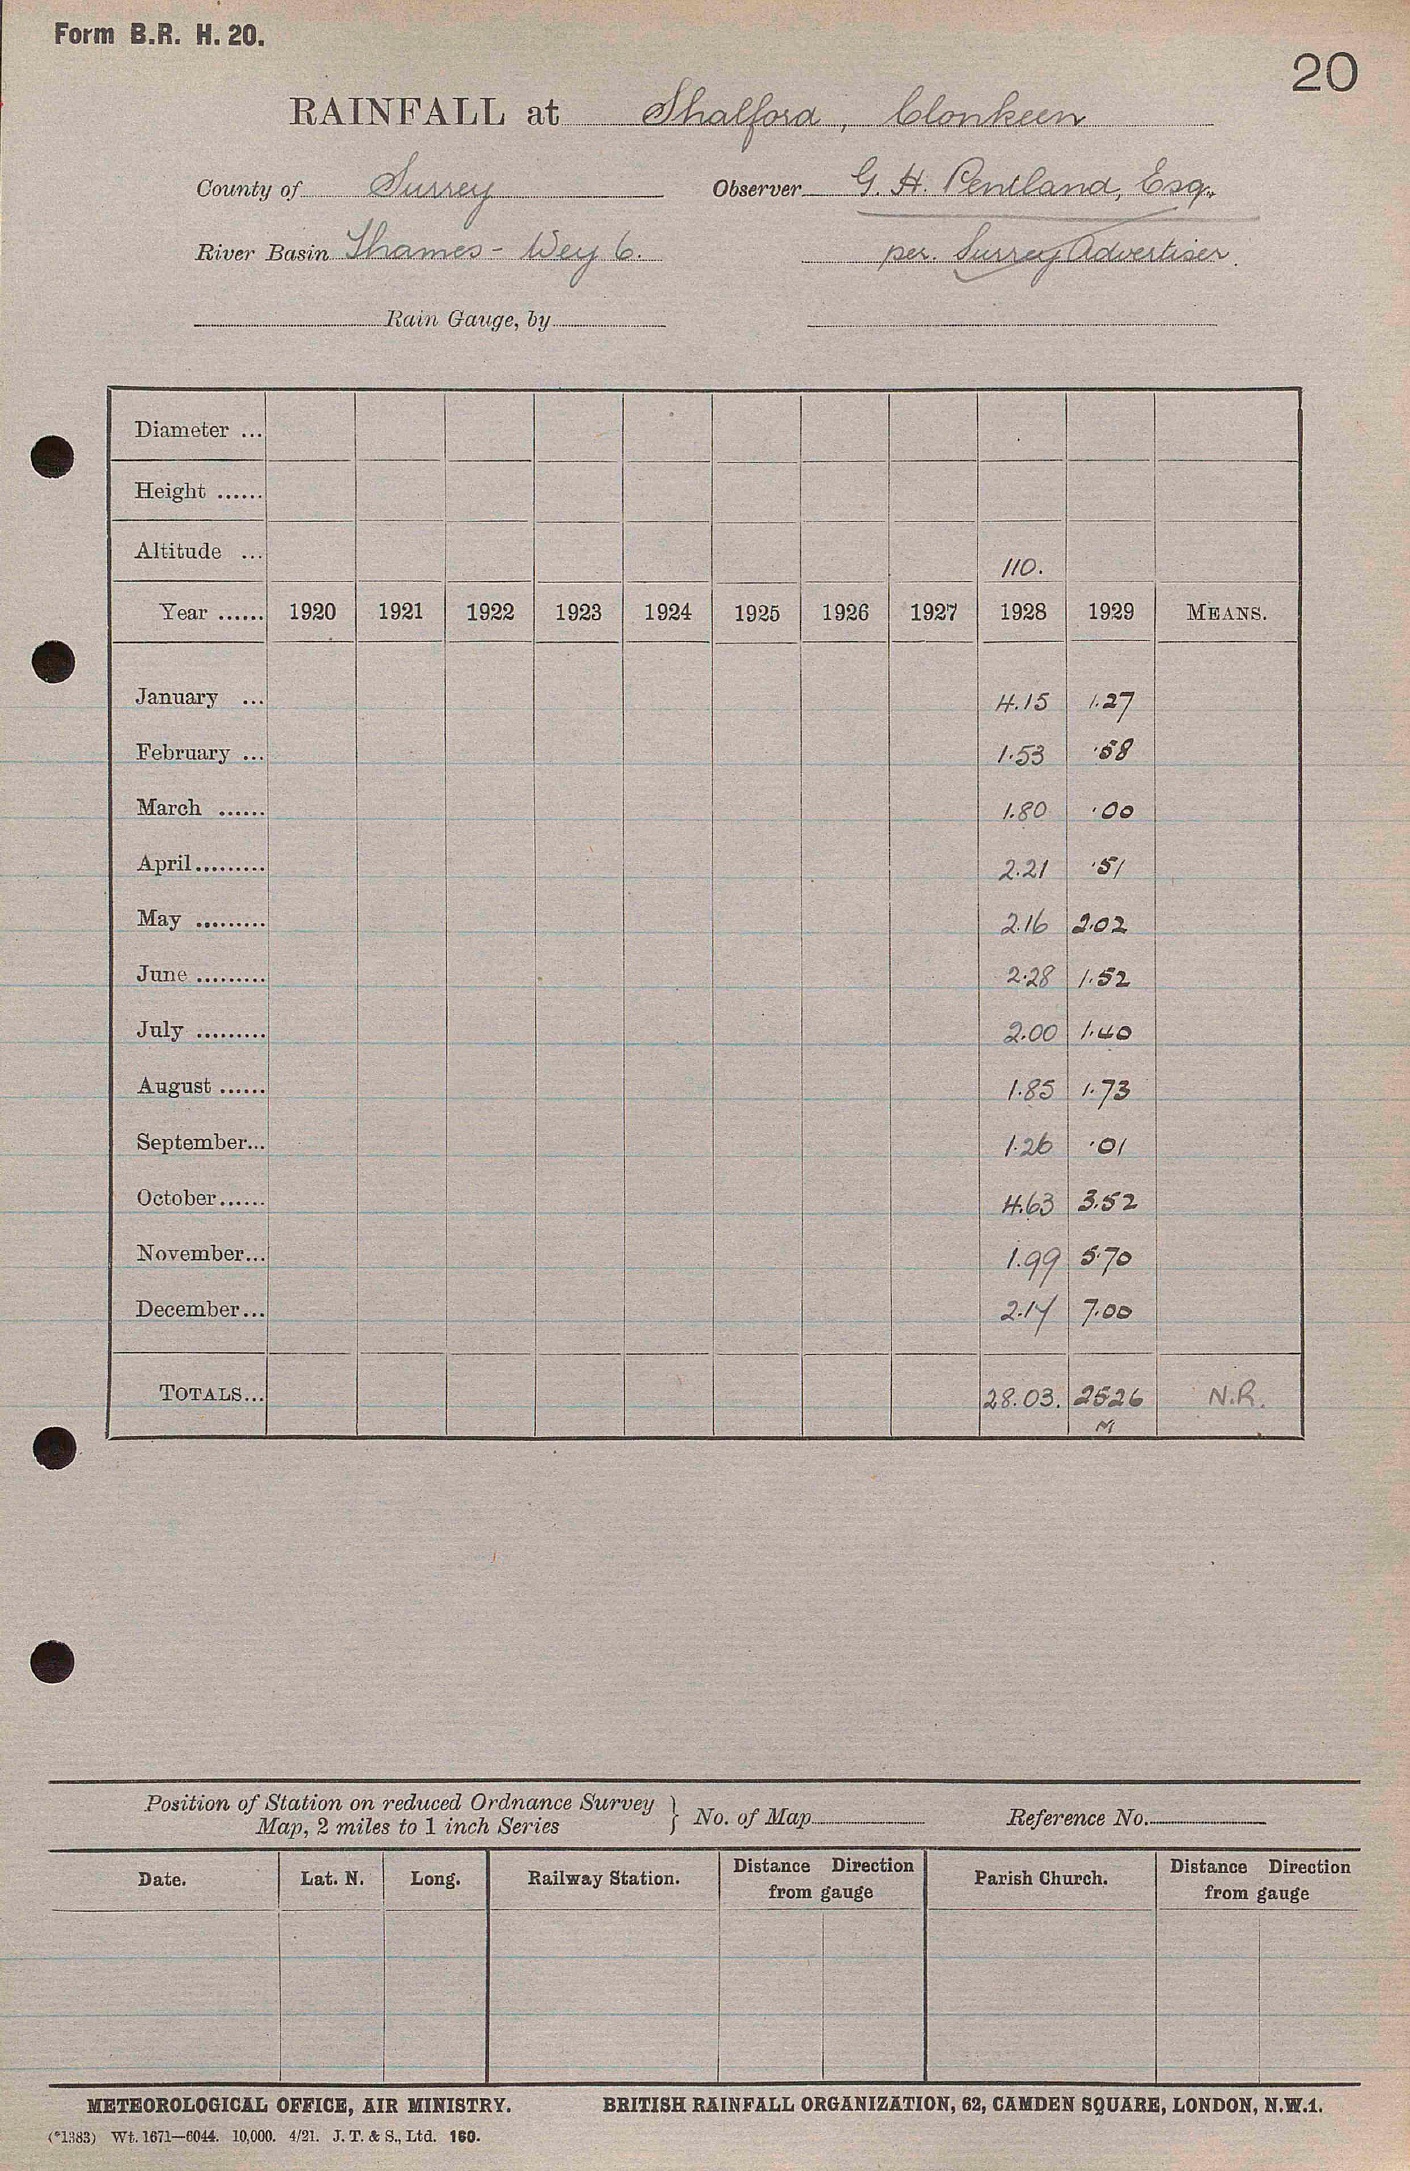 Form B.R. H. 20.
20
RAINFALL at Shalford, Clonkeen
County of Surrey Observer G. H. Pentland, Esq.
River Basin Thames - Wey 6. per. Surrey Advertiser.
Rain Gauge, by
Diameter ...
Height ......
Altitude ... 110.
Year ...... 1920 1921 1922 1923 1924 1925 1926 1927 1928 1929 MEANS.
January ... 4.15 1.27
February ... 1.53 .58
March ...... 1.80 .00
April......... 2.21 .51
May ......... 2.16 2.02
June ......... 2.28 1.52
July ......... 2.00 1.40
August ...... 1.85 1.73
September... 1.26 .01
October...... 4.63 3.52
November... 1.99 5.70
December... 2.17 7.00
TOTALS... 28.03. 25.26 N.R.
Position of Station on reduced Ordnance Survey
Map, 2 miles to 1 inch Series } No. of Map Reference No.
Date. Lat. N. Long. Railway Station. Distance Direction from gauge Parish Church. Distance Direction from gauge
METEOROLOGICAL OFFICE, AIR MINISTRY. BRITISH RAINFALL ORGANIZATION, 62, CAMDEN SQUARE, LONDON, N.W.1.
(*1383) Wt. 1671—6044. 10,000. 4/21. J. T. & S., Ltd. 160.